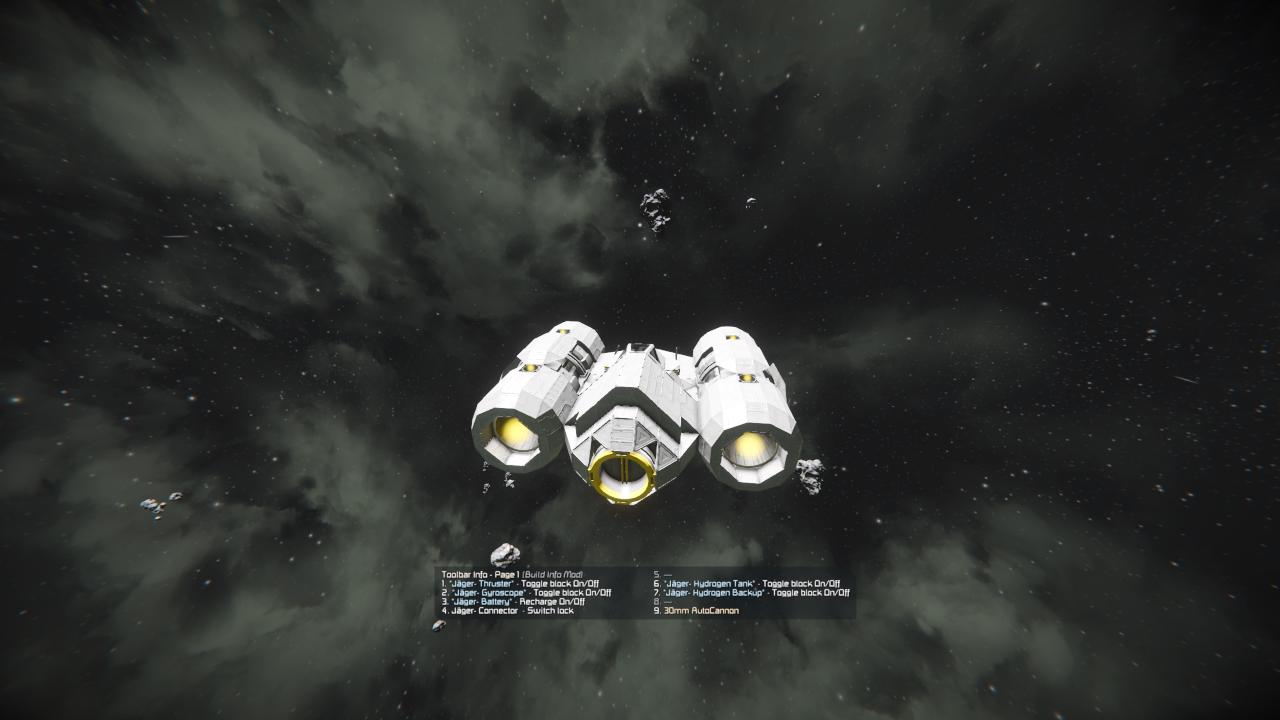 Toolbar Info - Page 1 (Build Info Mod)
1. "Jäger- Thruster" - Toggle block On/Off
2. "Jäger- Gyroscope" - Toggle block On/Off
3. "Jäger- Battery" - Recharge On/Off
4. Jäger- Connector - Switch lock
5. —
6. "Jäger- Hydrogen Tank" - Toggle block On/Off
7. "Jäger- Hydrogen Backup" - Toggle block On/Off
8. —
9. 30mm AutoCannon